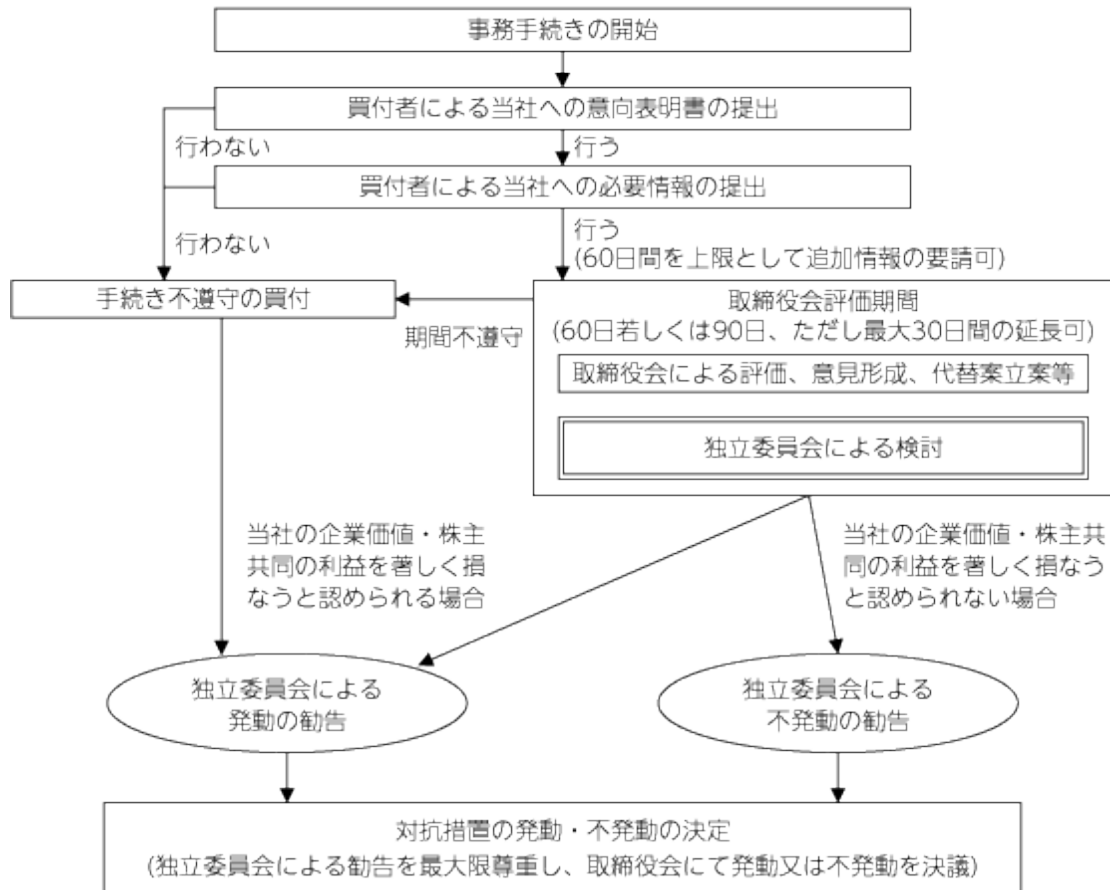 事務手続きの開始
買付者による当社への意向表明書の提出
行わない
行う
買付者による当社への必要情報の提出
行わない
行う
(60日間を上限として追加情報の要請可)
手続き不遵守の買付
期間不遵守
取締役会評価期間
(60日若しくは90日、ただし最大30日間の延長可)
取締役会による評価、意見形成、代替案立案等
独立委員会による検討
当社の企業価値・株主
共同の利益を著しく損
なうと認められる場合
当社の企業価値・株主共
同の利益を著しく損なう
と認められない場合
独立委員会による
発動の勧告
独立委員会による
不発動の勧告
対抗措置の発動・不発動の決定
(独立委員会による勧告を最大限尊重し、取締役会にて発動又は不発動を決議)